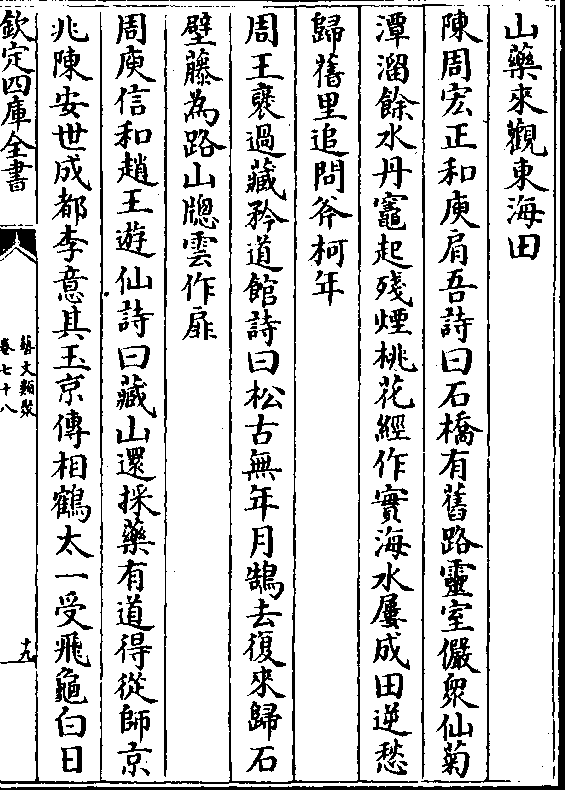 山藥來觀東海田
陳周宏正和庾肩吾詩曰石橋有舊路靈室儼衆仙菊
潭溜餘水丹竈起殘煙桃花經作實海水屢成田逆愁
歸舊里追問斧柯年
周王襃過藏矜道館詩曰松古無年月鵠去復來歸石
壁藤為路山牎雲作扉
周庾信和趙王遊仙詩曰藏山還採藥有道得從師京
兆陳安世成都李意其玉京傳相鶴太一受飛龜白日
欽定四庫全書
藝文類聚
卷七十八
十九